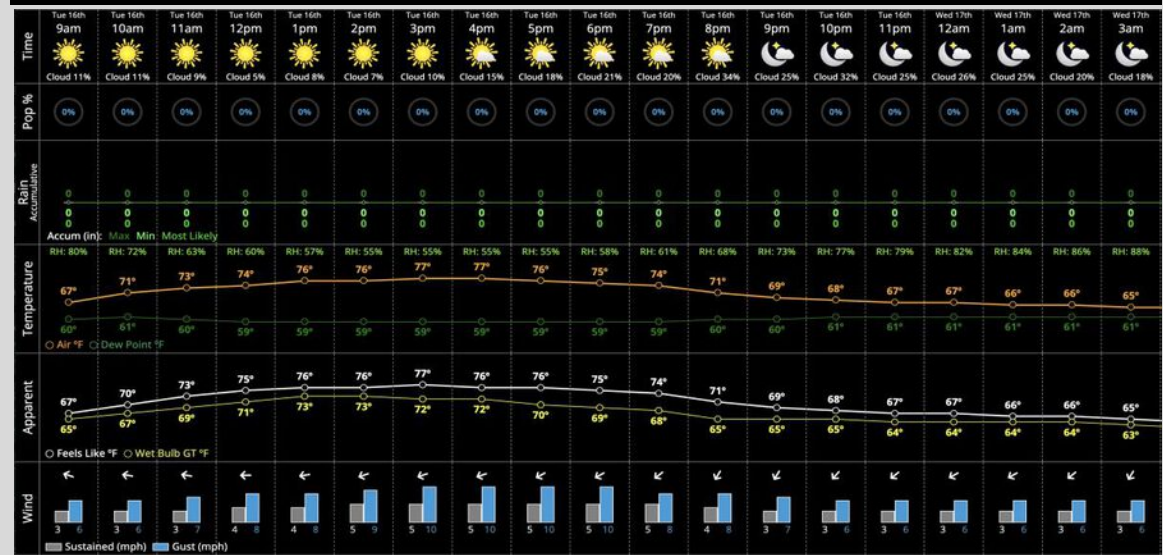 Tue 16th Tue 16th Tue 16th Tue 16th Tue 16th Tue 16th Tue 16th Tue 16th Tue 16th Tue 16th Tue 16th Tue 16th Tue 16th Tue 16th Tue 16th Wed 17th Wed 17th Wed 17th Wed 17th
Time 9am 10am 11am 12pm 1pm 2pm 3pm 4pm 5pm 6pm 7pm 8pm 9pm 10pm 11pm 12am 1am 2am 3am
Cloud 11% Cloud 11% Cloud 9% Cloud 5% Cloud 8% Cloud 7% Cloud 10% Cloud 15% Cloud 18% Cloud 21% Cloud 20% Cloud 34% Cloud 25% Cloud 32% Cloud 25% Cloud 26% Cloud 25% Cloud 20% Cloud 18%
Pop % 0% 0% 0% 0% 0% 0% 0% 0% 0% 0% 0% 0% 0% 0% 0% 0% 0% 0% 0%
Rain
Accumulative
0 0 0 0 0 0 0 0 0 0 0 0 0 0 0 0 0 0 0
0 0 0 0 0 0 0 0 0 0 0 0 0 0 0 0 0 0 0
0 0 0 0 0 0 0 0 0 0 0 0 0 0 0 0 0 0 0
Accum (in): Max Min Most Likely
RH: 80% RH: 72% RH: 63% RH: 60% RH: 57% RH: 55% RH: 55% RH: 55% RH: 55% RH: 58% RH: 61% RH: 68% RH: 73% RH: 77% RH: 79% RH: 82% RH: 84% RH: 86% RH: 88%
Temperature
67° 71° 73° 74° 76° 76° 77° 77° 76° 75° 74° 71° 69° 68° 67° 67° 66° 66° 65°
60° 61° 60° 59° 59° 59° 59° 59° 59° 59° 59° 60° 60° 61° 61° 61° 61° 61° 61°
Air °F Dew Point °F
Apparent
67° 70° 73° 75° 76° 76° 77° 76° 76° 75° 74° 71° 69° 68° 67° 67° 66° 66° 65°
65° 67° 69° 71° 73° 73° 72° 72° 70° 69° 68° 65° 65° 65° 64° 64° 64° 64° 63°
Feels Like °F Wet Bulb GT °F
Wind
3 6 3 6 3 7 4 8 4 8 5 9 5 10 5 10 5 10 5 10 5 8 4 8 3 7 3 6 3 6 3 6 3 6 3 6 3 6
Sustained (mph) Gust (mph)